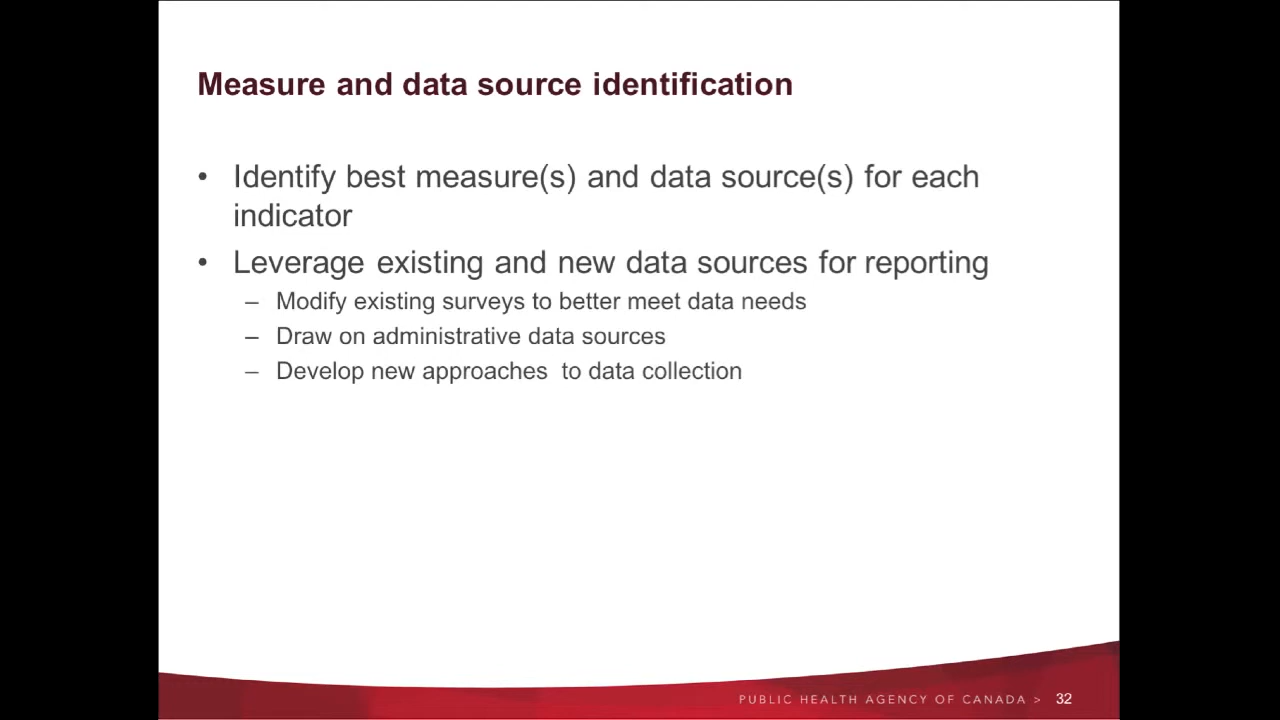 Measure and data source identification
• Identify best measure(s) and data source(s) for each
indicator
• Leverage existing and new data sources for reporting
– Modify existing surveys to better meet data needs
– Draw on administrative data sources
– Develop new approaches  to data collection
PUBLIC HEALTH AGENCY OF CANADA > 32